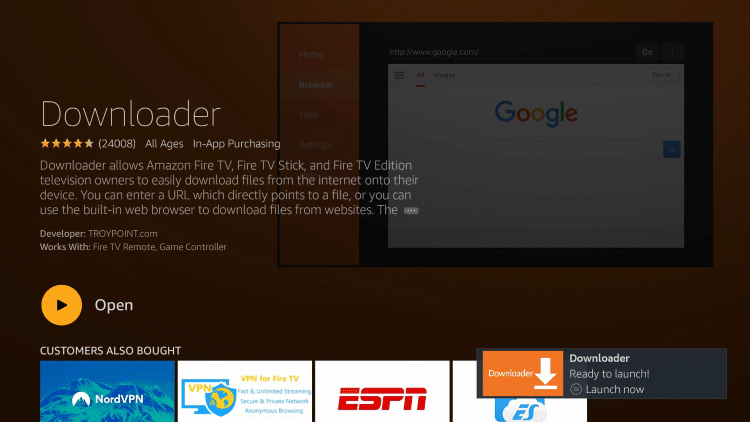 Home
http://www.google.com/
Go
Browser
All
Images
Sign in
Google
Files
Settings
Downloader
(24008) All Ages In-App Purchasing
Downloader allows Amazon Fire TV, Fire TV Stick, and Fire TV Edition
television owners to easily download files from the internet onto their
device. You can enter a URL which directly points to a file, or you can
use the built-in web browser to download files from websites. The
Developer: TROYPOINT.com
Works With: Fire TV Remote, Game Controller
Open
CUSTOMERS ALSO BOUGHT
NordVPN
VPN
VPN for Fire TV
Fast & Unlimited Streaming
Secure & Private Network
Anonymous Browsing
ESPN
ES
Downloader
Downloader
Ready to launch!
Launch now